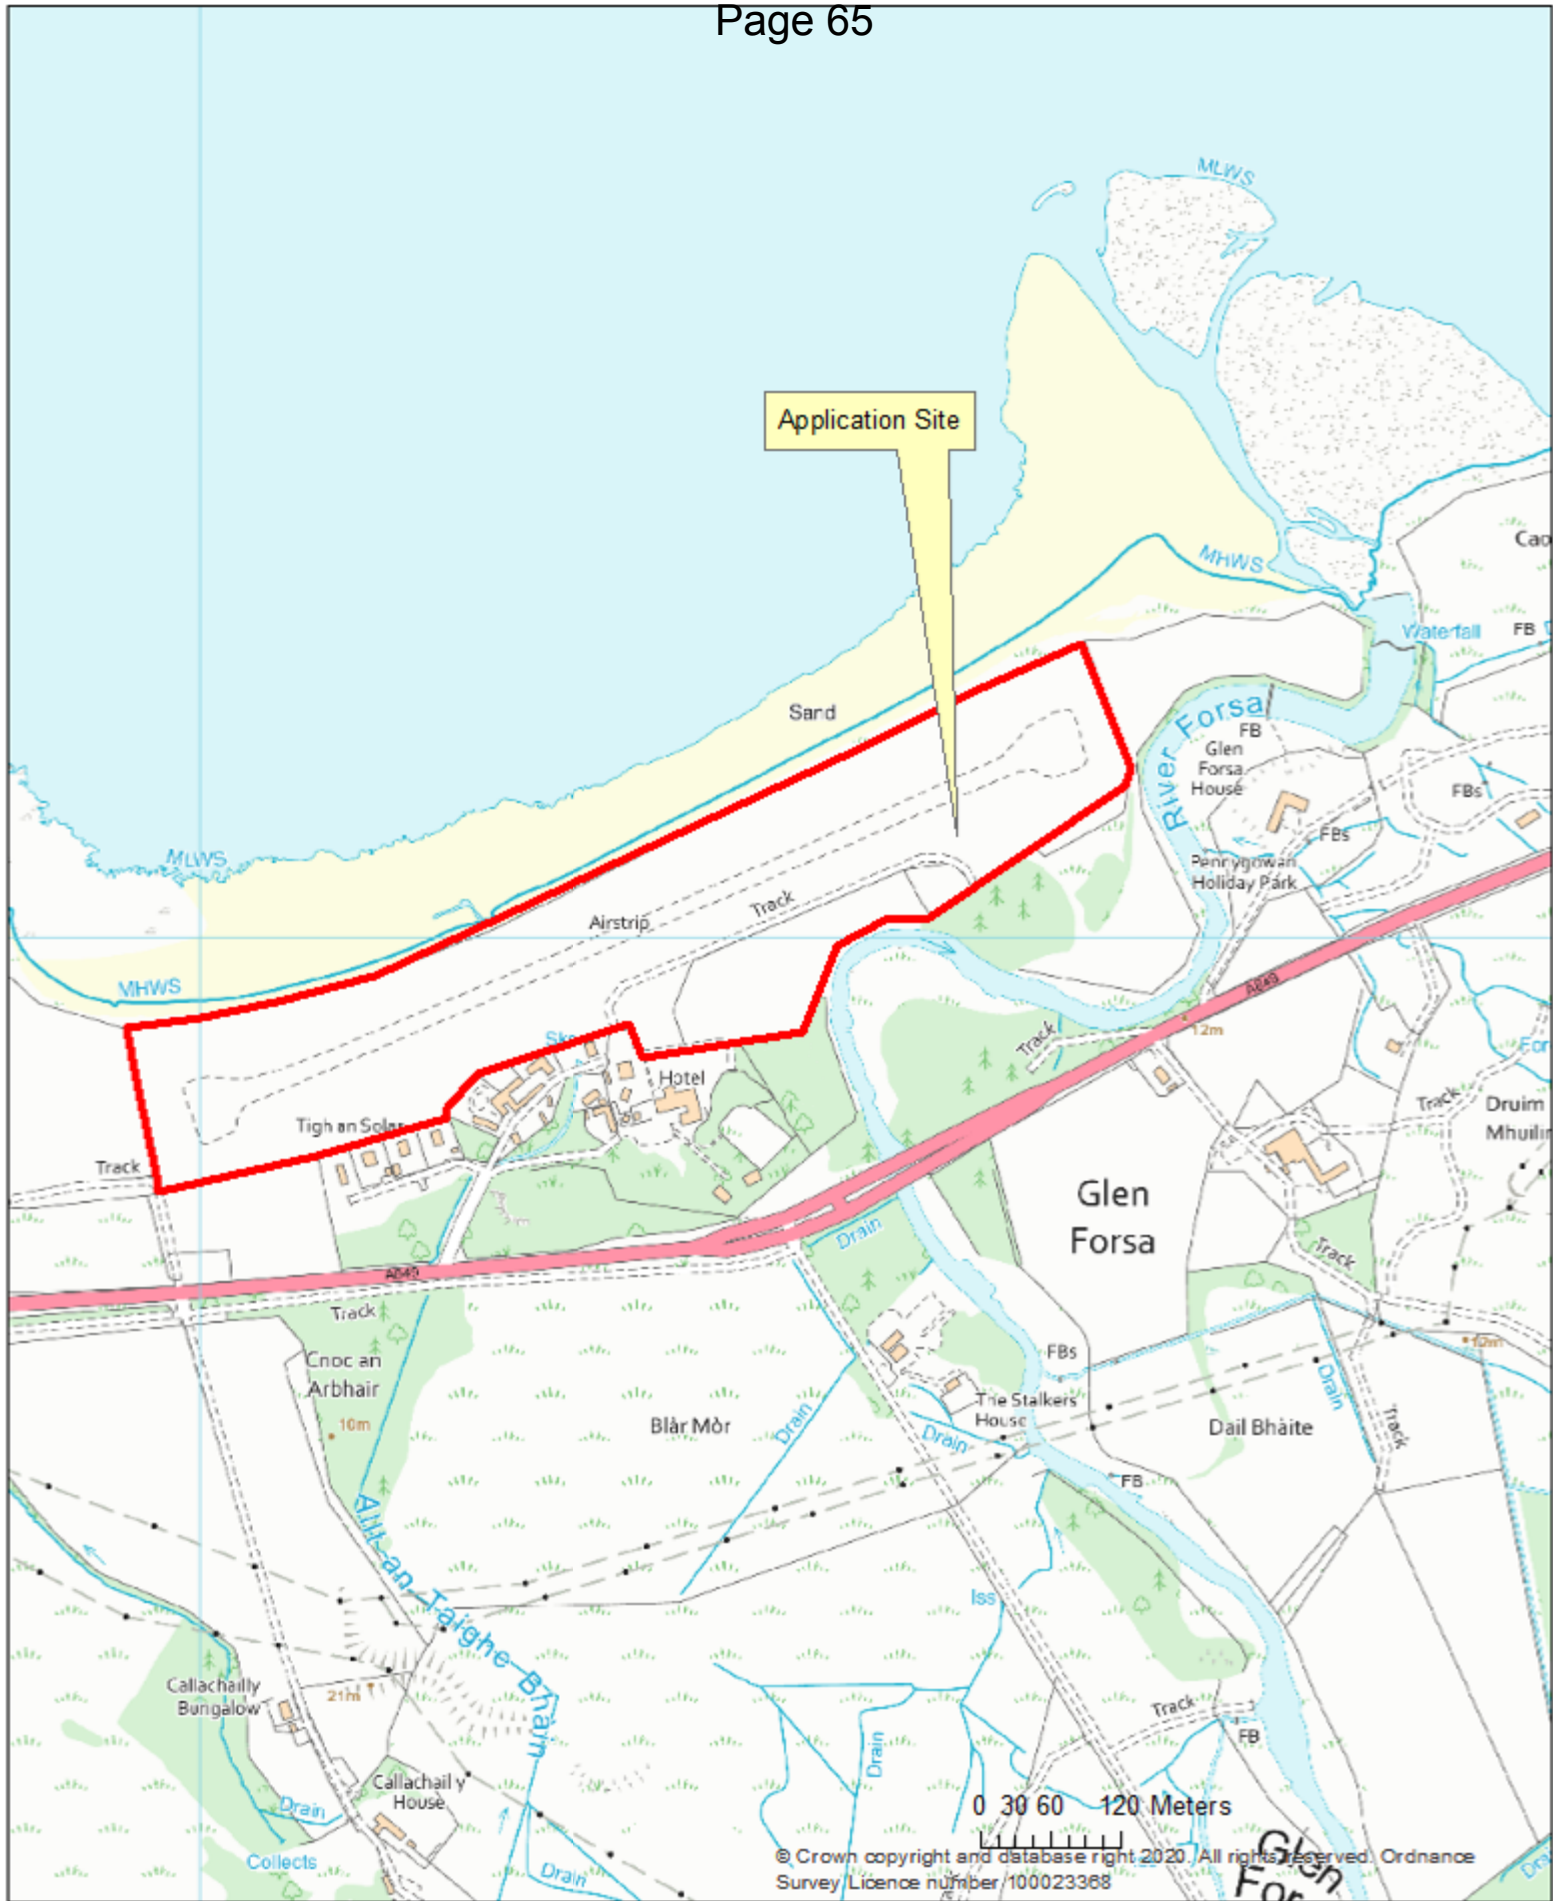 Page 65
MLWS
Application Site
Cao
MHWS
Waterfall
FB
Sand
River Forsa
FB
Glen
Forsa
House
FBs
FBs
MLWS
Pennygowan
Holiday Park
Track
Airstrip
MHWS
A849
12m
Track
Hotel
Track
Druim
Tigh an Solas
Track
Glen
Forsa
Drain
Track
A849
Track
Cnoc an
Arbhair
10m
FBs
Blàr Mòr
Drain
The Stalkers
House
Drain
Dail Bhàite
Drain
Track
FB
Allt an Taighe Bhàin
Iss
Callachailly
Bungalow
21m
Track
FB
Drain
Callachailly
House
Drain
0 30 60 120 Meters
Collects
Drain
© Crown copyright and database right 2020. All rights reserved. Ordnance
Survey Licence number 100023368
Glen